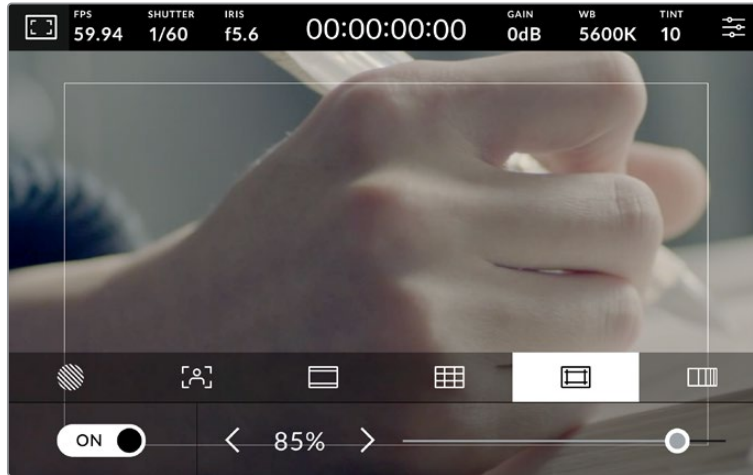 FPS SHUTTER IRIS GAIN WB TINT
59.94 1/60 f5.6 00:00:00:00 0dB 5600K 10
ON 85%